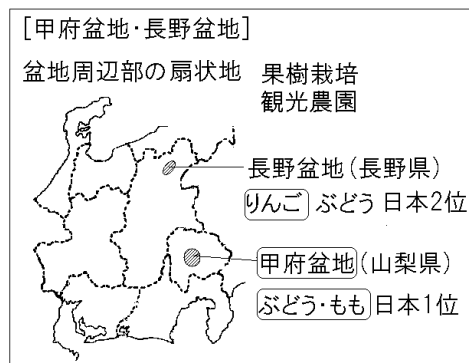 [甲府盆地･長野盆地]
盆地周辺部の扇状地 果樹栽培
観光農園
長野盆地(長野県)
りんご ぶどう 日本2位
甲府盆地(山梨県)
ぶどう･もも 日本1位